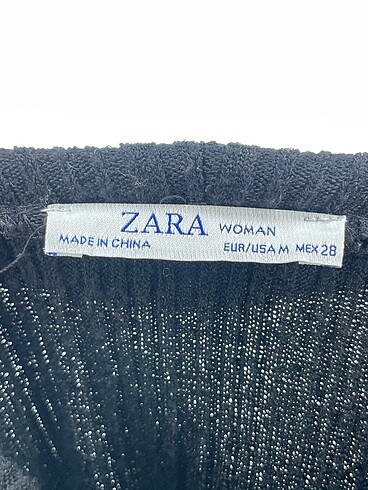 ZARA WOMAN
MADE IN CHINA EUR/USA M MEX 28